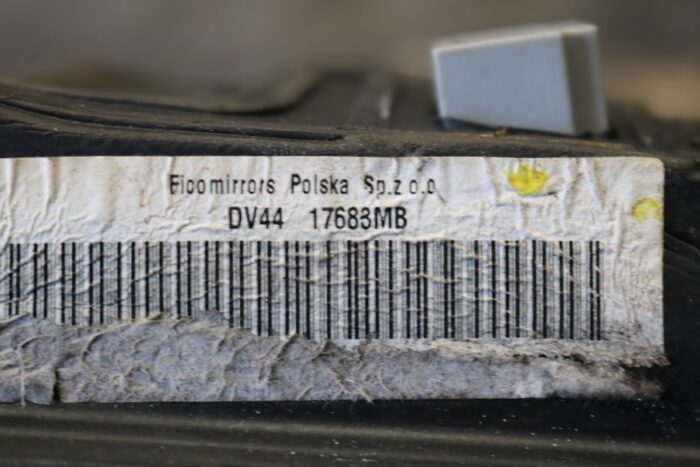 Ficomirrors Polska Sp.z o.o
DV44 17683MB